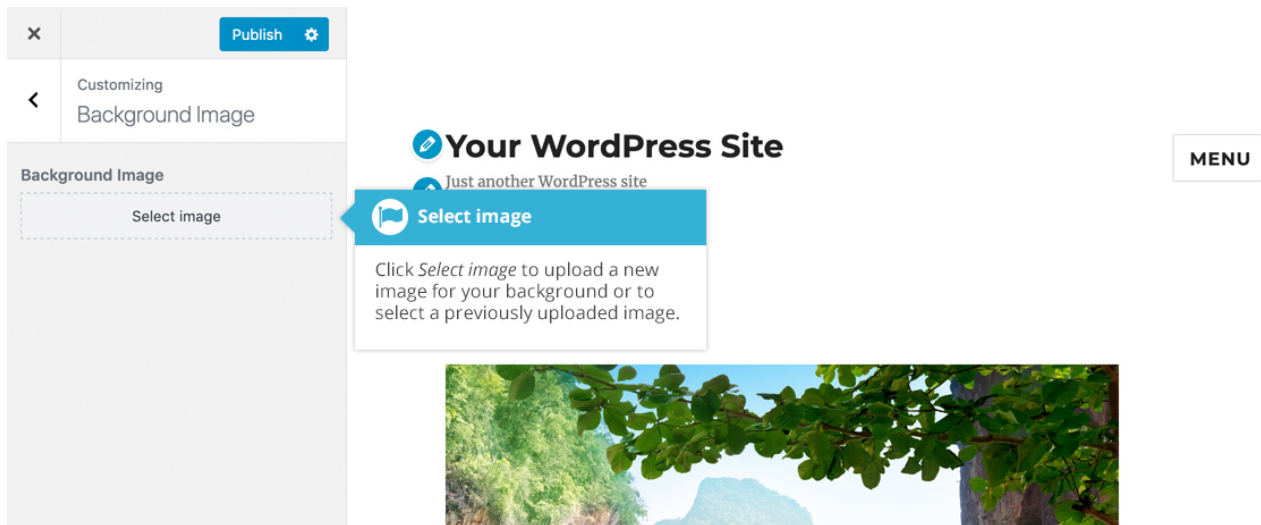 Publish
Customizing
Background Image
Background Image
Select image
Your WordPress Site
Just another WordPress site
MENU
Select image
Click Select image to upload a new
image for your background or to
select a previously uploaded image.